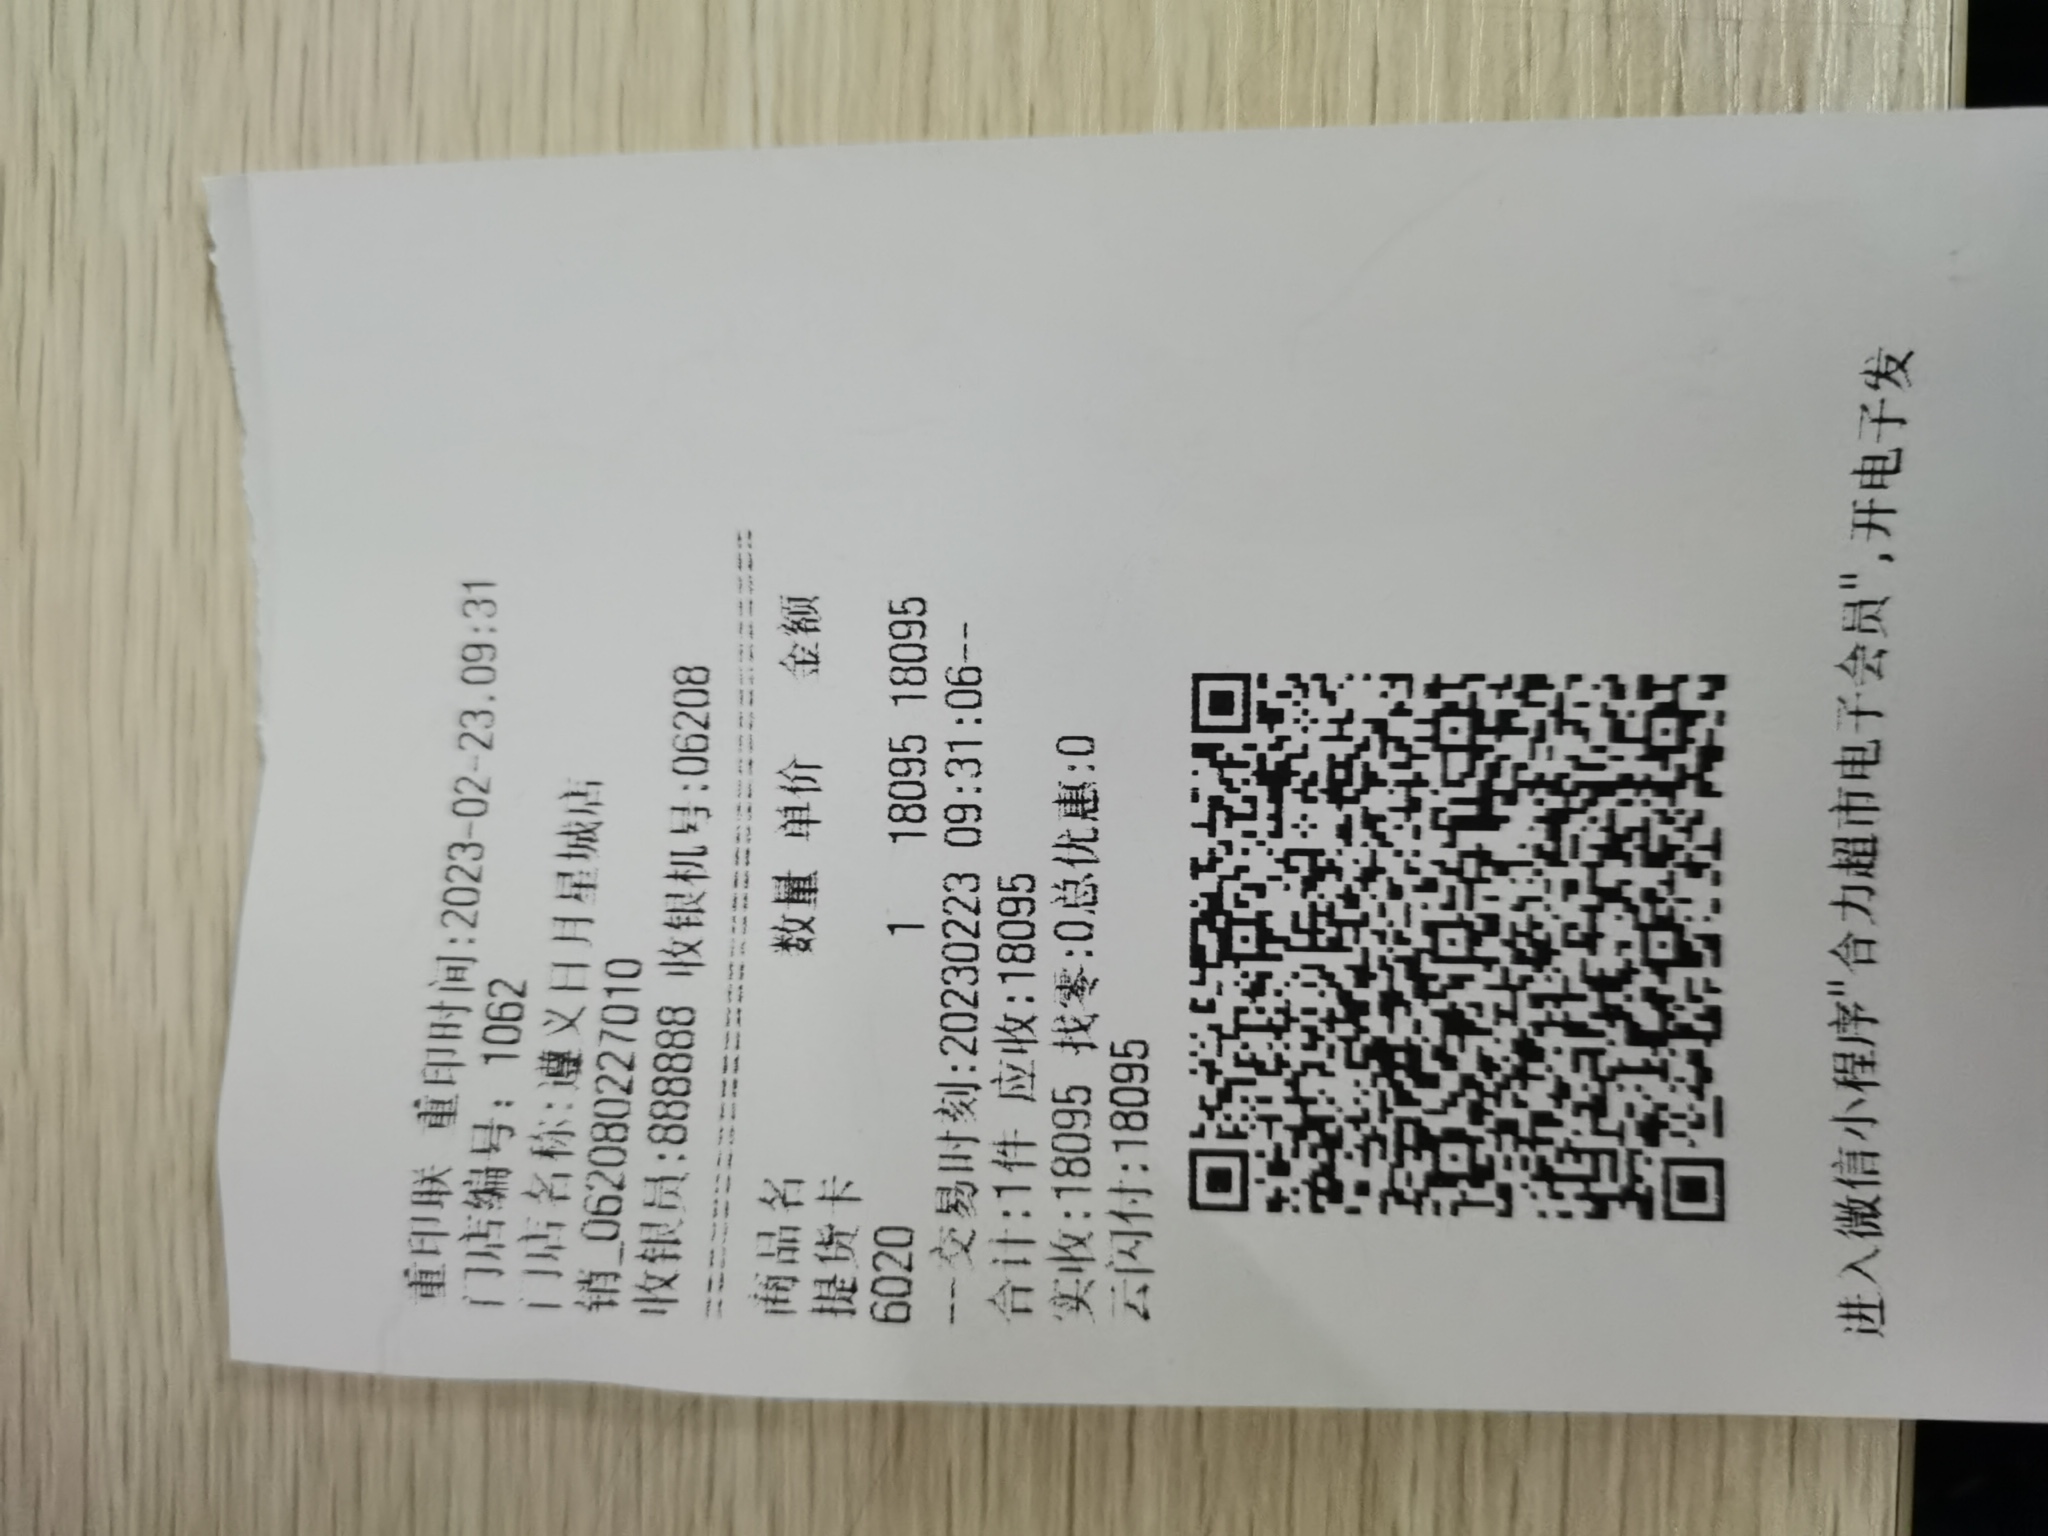 重印联 重印时间:2023-02-23.09:31
门店编号: 1062
门店名称:遵义日月星城店
销_0620802227010
收银员:888888 收银机号:06208
商品名 数量 单价 金额
提货卡
6020 1 18095 18095
---交易时刻:20230223 09:31:06--
合计:1件 应收:18095
实收:18095 找零:0总优惠:0
云闪付:18095
进入微信小程序"合力超市电子会员",开电子发